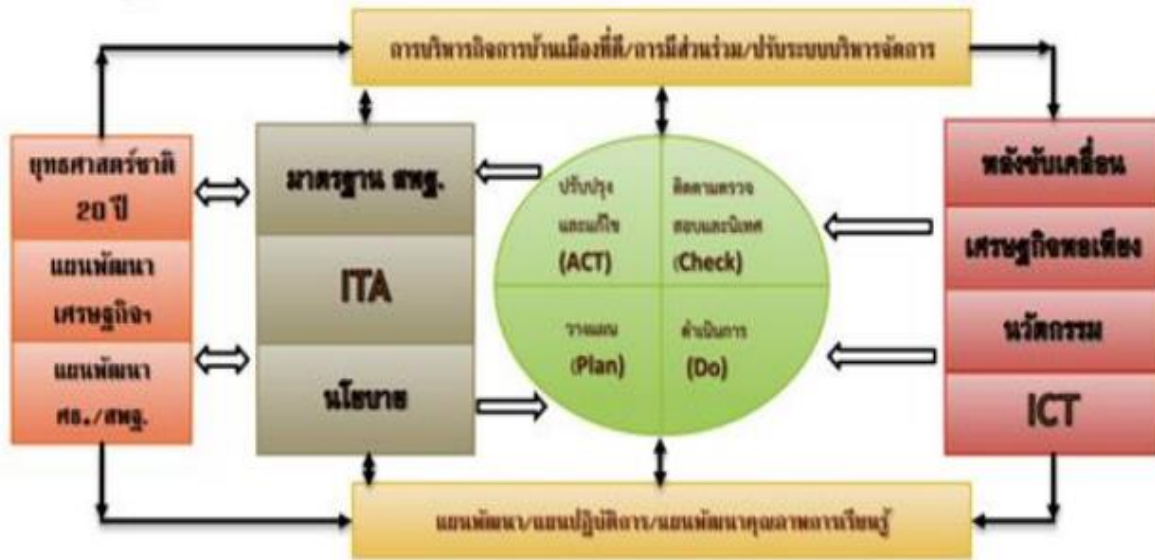 การบริหารกิจการบ้านเมืองที่ดี/การมีส่วนร่วม/ปรับระบบบริหารจัดการ
ยุทธศาสตร์ชาติ
20 ปี
แผนพัฒนา
เศรษฐกิจฯ
แผนพัฒนา
ศธ./สพฐ.
มาตรฐาน สพฐ.
ITA
นโยบาย
ปรับปรุง
และแก้ไข
(ACT)
ติดตามตรวจ
สอบและนิเทศ
(Check)
วางแผน
(Plan)
ดำเนินการ
(Do)
พลังขับเคลื่อน
เศรษฐกิจพอเพียง
นวัตกรรม
ICT
แผนพัฒนา/แผนปฏิบัติการ/แผนพัฒนาคุณภาพการเรียนรู้